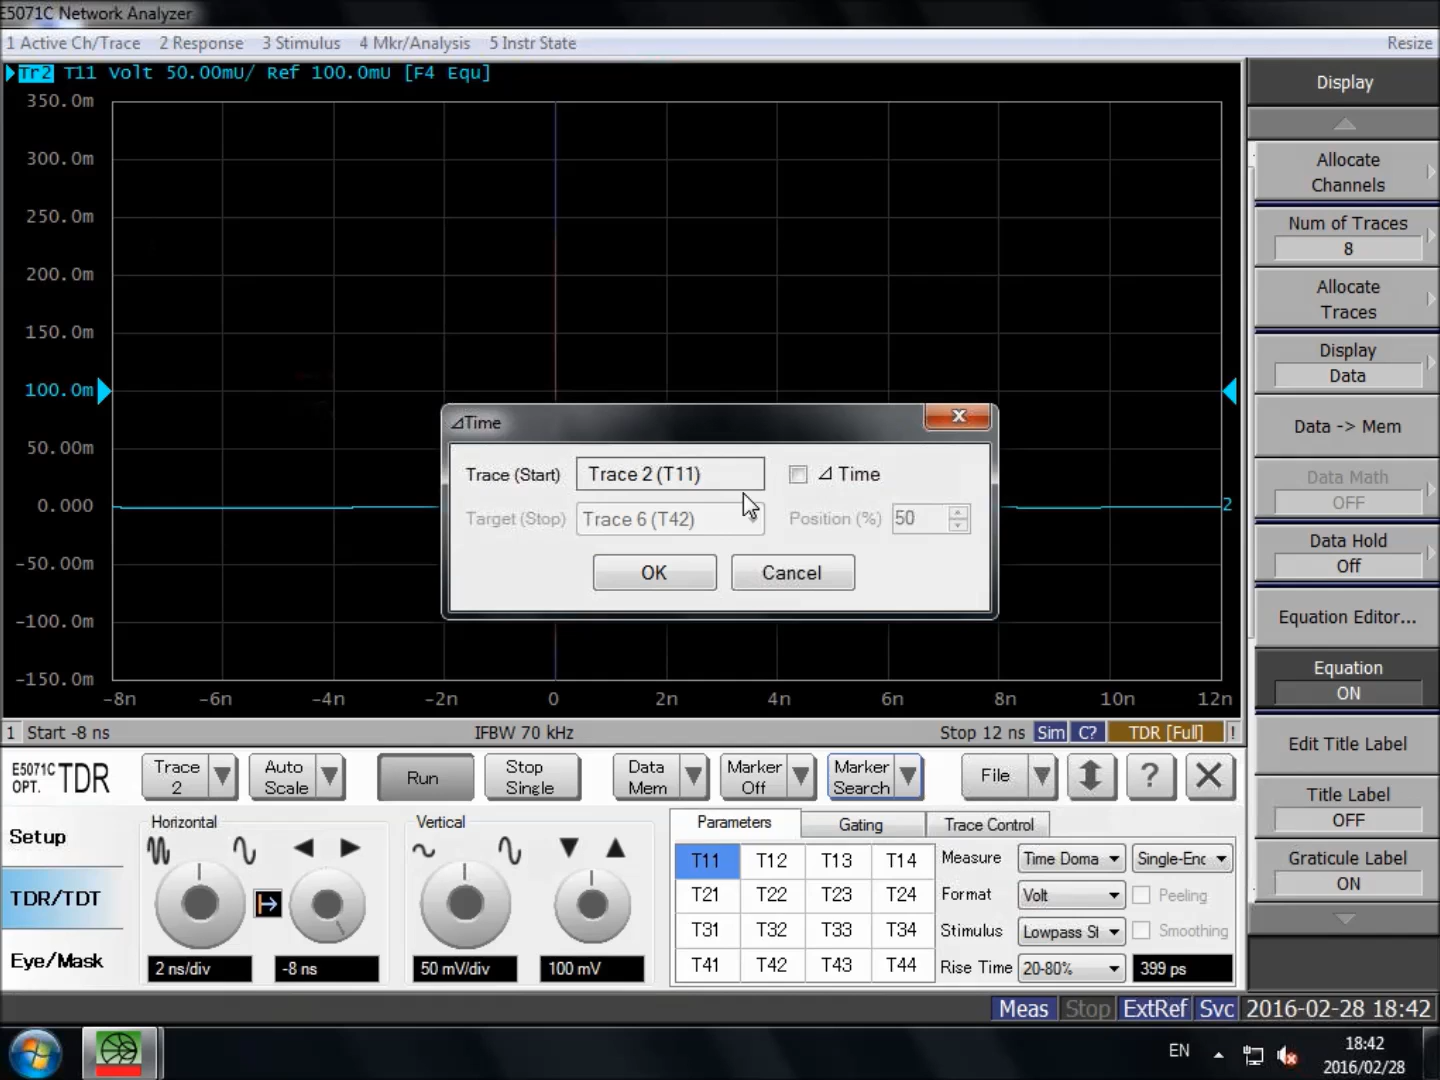 E5071C Network Analyzer
1 Active Ch/Trace 2 Response 3 Stimulus 4 Mkr/Analysis 5 Instr State Resize
Tr2 T11 Volt 50.00mU/ Ref 100.0mU [F4 Equ]
350.0m
300.0m
250.0m
200.0m
150.0m
100.0m
50.00m
0.000
-50.00m
-100.0m
-150.0m
2
-8n -6n -4n -2n 0 2n 4n 6n 8n 10n 12n
1 Start -8 ns IFBW 70 kHz Stop 12 ns Sim C? TDR [Full] !
⊿Time
Trace (Start) Trace 2 (T11) ⊿ Time
Target (Stop) Trace 6 (T42) Position (%) 50
OK Cancel
Display
Allocate
Channels
Num of Traces
8
Allocate
Traces
Display
Data
Data -> Mem
Data Math
OFF
Data Hold
Off
Equation Editor...
Equation
ON
Edit Title Label
Title Label
OFF
Graticule Label
ON
E5071C
OPT. TDR
Trace
2
Auto
Scale
Run
Stop
Single
Data
Mem
Marker
Off
Marker
Search
File
?
Setup
TDR/TDT
Eye/Mask
Horizontal
2 ns/div
-8 ns
Vertical
50 mV/div
100 mV
Parameters Gating Trace Control
T11 T12 T13 T14
T21 T22 T23 T24
T31 T32 T33 T34
T41 T42 T43 T44
Measure Time Doma Single-Enc
Format Volt Peeling
Stimulus Lowpass St Smoothing
Rise Time 20-80% 399 ps
Meas Stop ExtRef Svc 2016-02-28 18:42
EN
18:42
2016/02/28